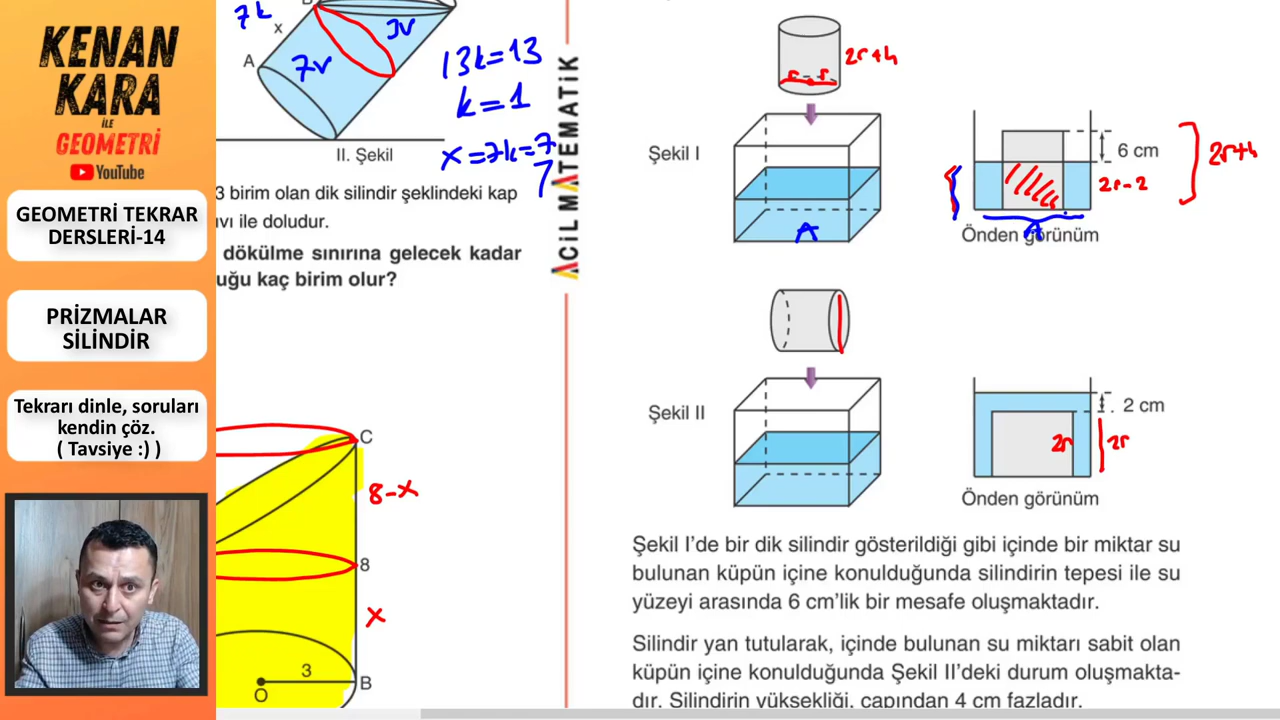 KENAN
KARA
İLE
GEOMETRİ
YouTube
GEOMETRİ TEKRAR
DERSLERİ-14
PRİZMALAR
SİLİNDİR
Tekrarı dinle, soruları
kendin çöz.
( Tavsiye :) )
7k
x
A
7v
3v
13k=13
k=1
x=7k=7
7
II. Şekil
3 birim olan dik silindir şeklindeki kap
ıvı ile doludur.
dökülme sınırına gelecek kadar
uğu kaç birim olur?
C
8-x
8
x
3
O
B
AÇILMATEMATİK
2r+4
r r
Şekil I
A
6 cm
2r-2
2r+4
A
Önden görünüm
Şekil II
2 cm
2r
2r
Önden görünüm
Şekil I’de bir dik silindir gösterildiği gibi içinde bir miktar su
bulunan küpün içine konulduğunda silindirin tepesi ile su
yüzeyi arasında 6 cm’lik bir mesafe oluşmaktadır.
Silindir yan tutularak, içinde bulunan su miktarı sabit olan
küpün içine konulduğunda Şekil II’deki durum oluşmakta-
dır. Silindirin yüksekliği, çapından 4 cm fazladır.